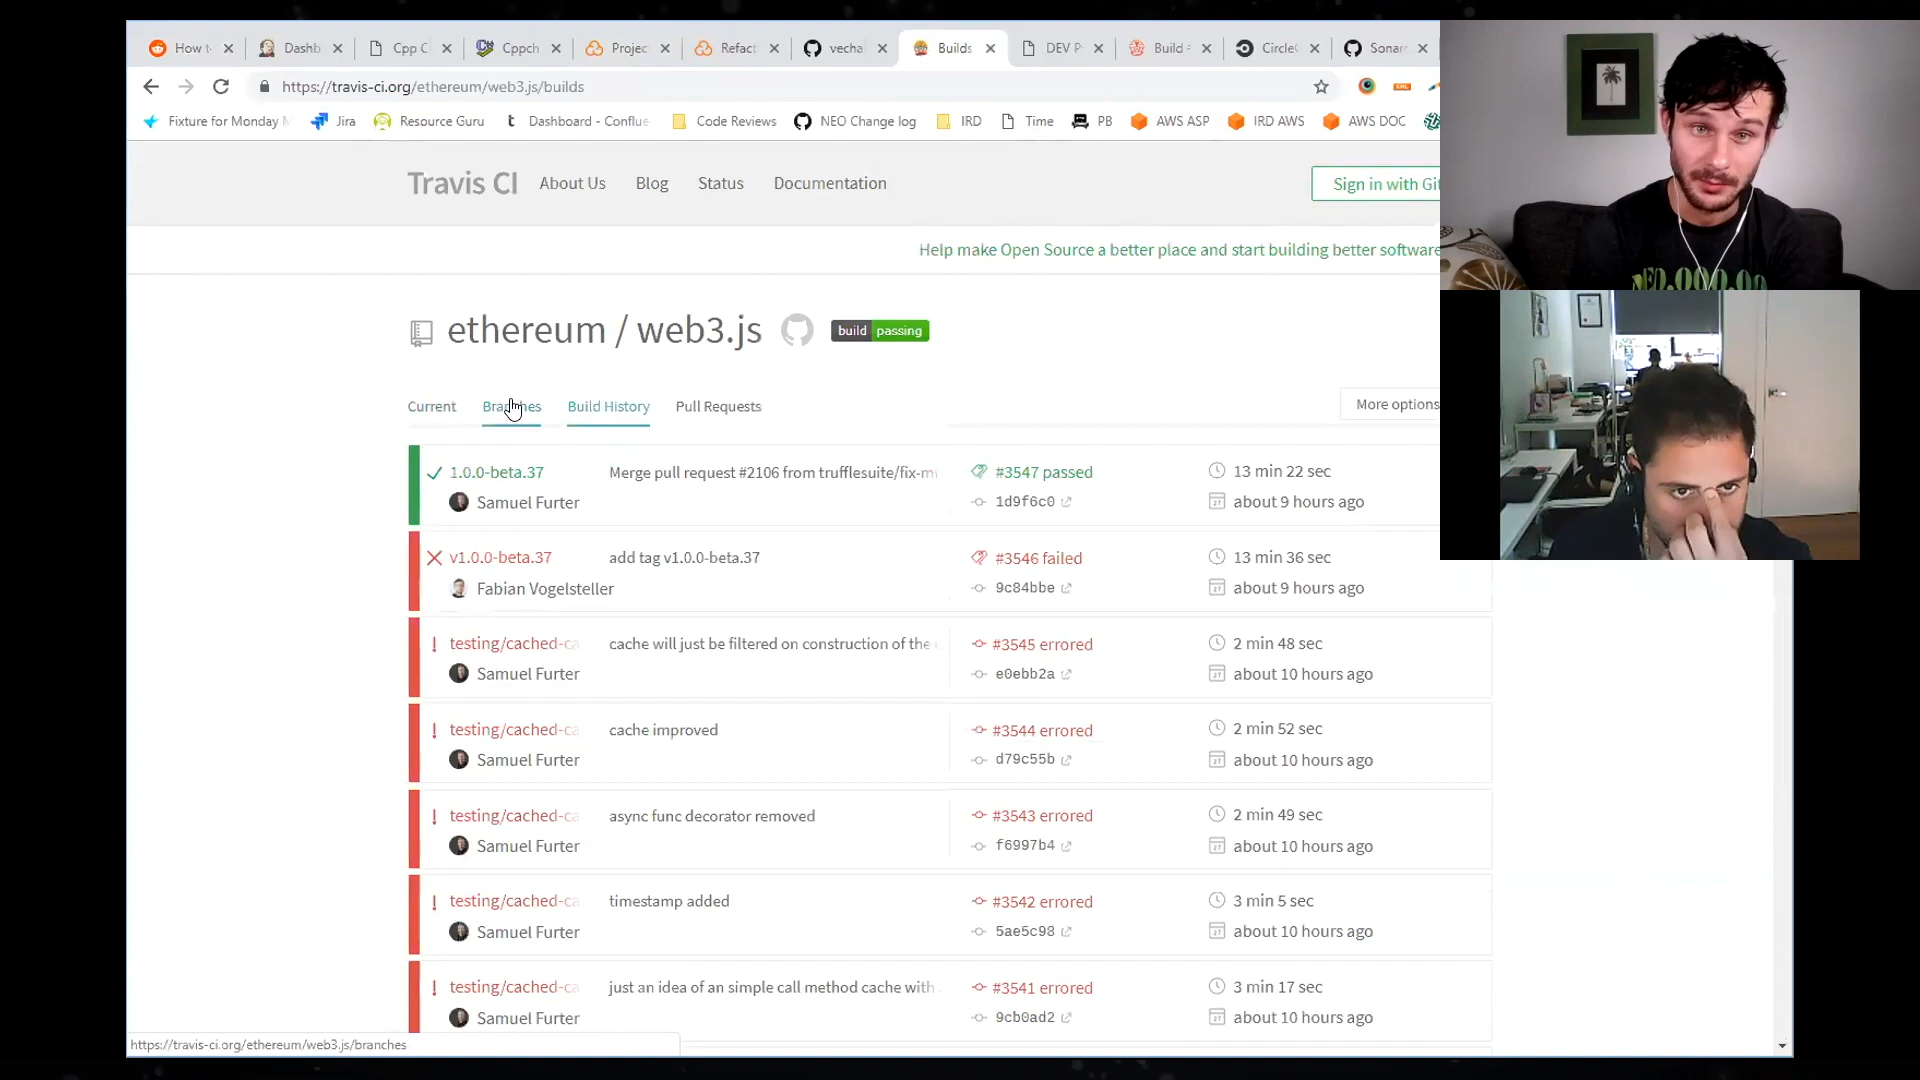 How t
Dashb
Cpp C
Cppch
Projec
Refact
vecha
Builds
DEV P
Build
Circle
Sonar
https://travis-ci.org/ethereum/web3.js/builds
Fixture for Monday
Jira
Resource Guru
Dashboard - Conflue
Code Reviews
NEO Change log
IRD
Time
PB
AWS ASP
IRD AWS
AWS DOC
Travis CI
About Us
Blog
Status
Documentation
Sign in with Git
Help make Open Source a better place and start building better software
ethereum / web3.js
build passing
Current
Branches
Build History
Pull Requests
More options
1.0.0-beta.37
Merge pull request #2106 from trufflesuite/fix-m
#3547 passed
13 min 22 sec
Samuel Furter
1d9f6c0
about 9 hours ago
v1.0.0-beta.37
add tag v1.0.0-beta.37
#3546 failed
13 min 36 sec
Fabian Vogelsteller
9c84bbe
about 9 hours ago
testing/cached-ca
cache will just be filtered on construction of the
#3545 errored
2 min 48 sec
Samuel Furter
e0ebb2a
about 10 hours ago
testing/cached-ca
cache improved
#3544 errored
2 min 52 sec
Samuel Furter
d79c55b
about 10 hours ago
testing/cached-ca
async func decorator removed
#3543 errored
2 min 49 sec
Samuel Furter
f6997b4
about 10 hours ago
testing/cached-ca
timestamp added
#3542 errored
3 min 5 sec
Samuel Furter
5ae5c98
about 10 hours ago
testing/cached-ca
just an idea of an simple call method cache with
#3541 errored
3 min 17 sec
Samuel Furter
9cb0ad2
about 10 hours ago
https://travis-ci.org/ethereum/web3.js/branches